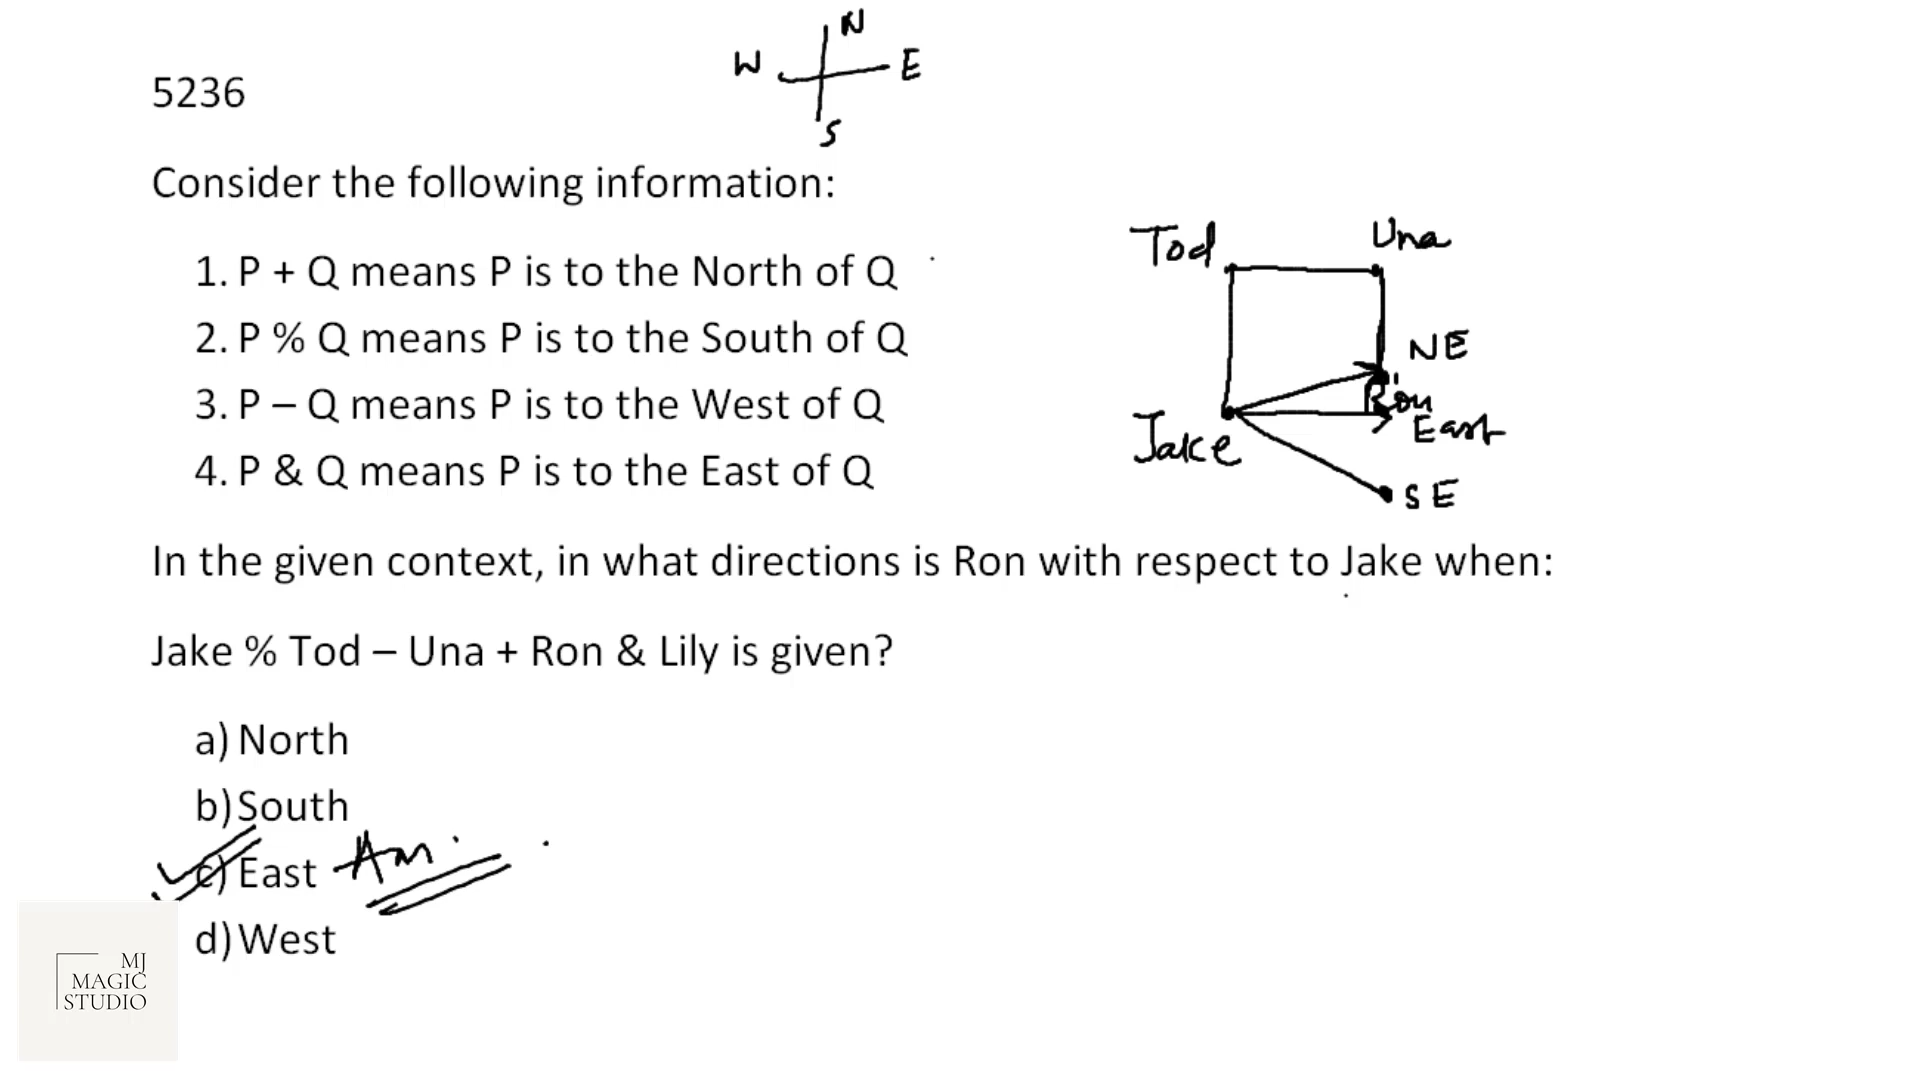 N
W E
S
5236
Consider the following information:
1. P + Q means P is to the North of Q
2. P % Q means P is to the South of Q
3. P – Q means P is to the West of Q
4. P & Q means P is to the East of Q
Tod Una
NE
Ron
Jake East
SE
In the given context, in what directions is Ron with respect to Jake when:
Jake % Tod – Una + Ron & Lily is given?
a) North
b) South
c) East
d) West
MJ
MAGIC
STUDIO